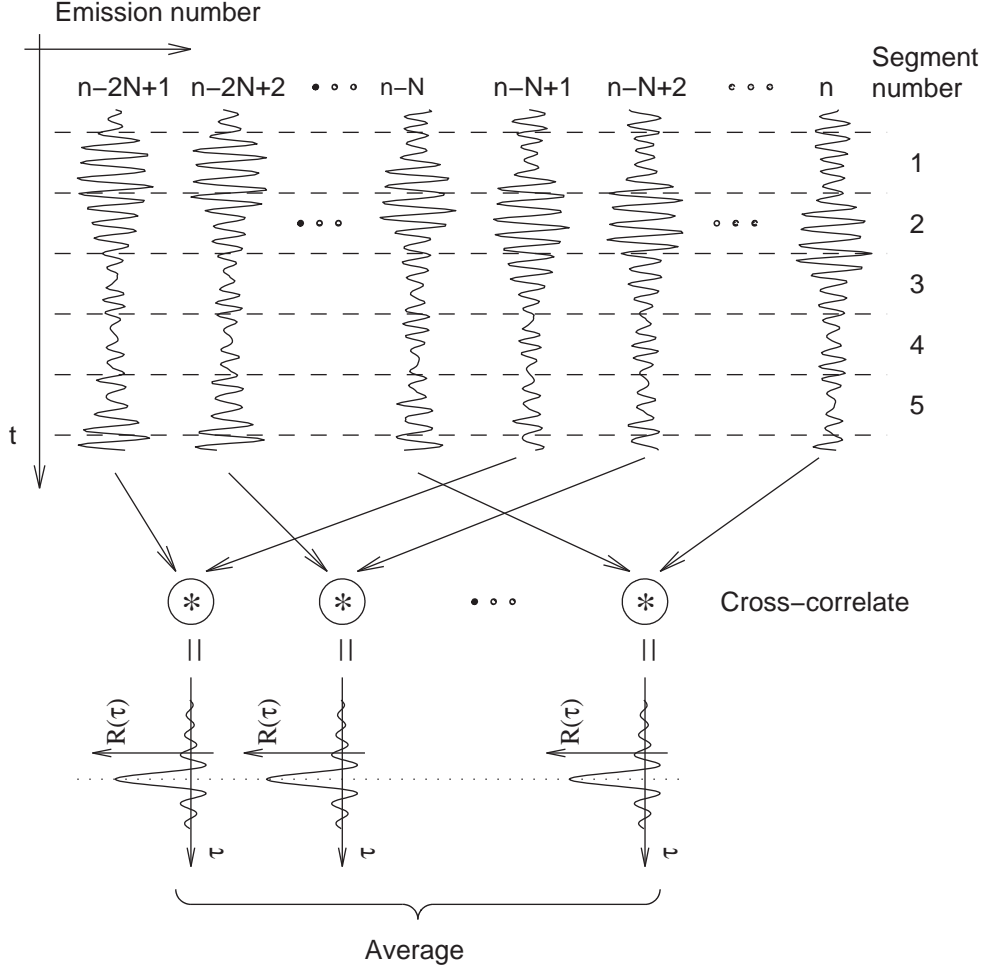 Emission number
Segment
number
n−2N+1 n−2N+2 n−N n−N+1 n−N+2 n
1
2
3
4
5
t
* * * Cross−correlate
R(τ) R(τ) R(τ)
τ τ τ
Average